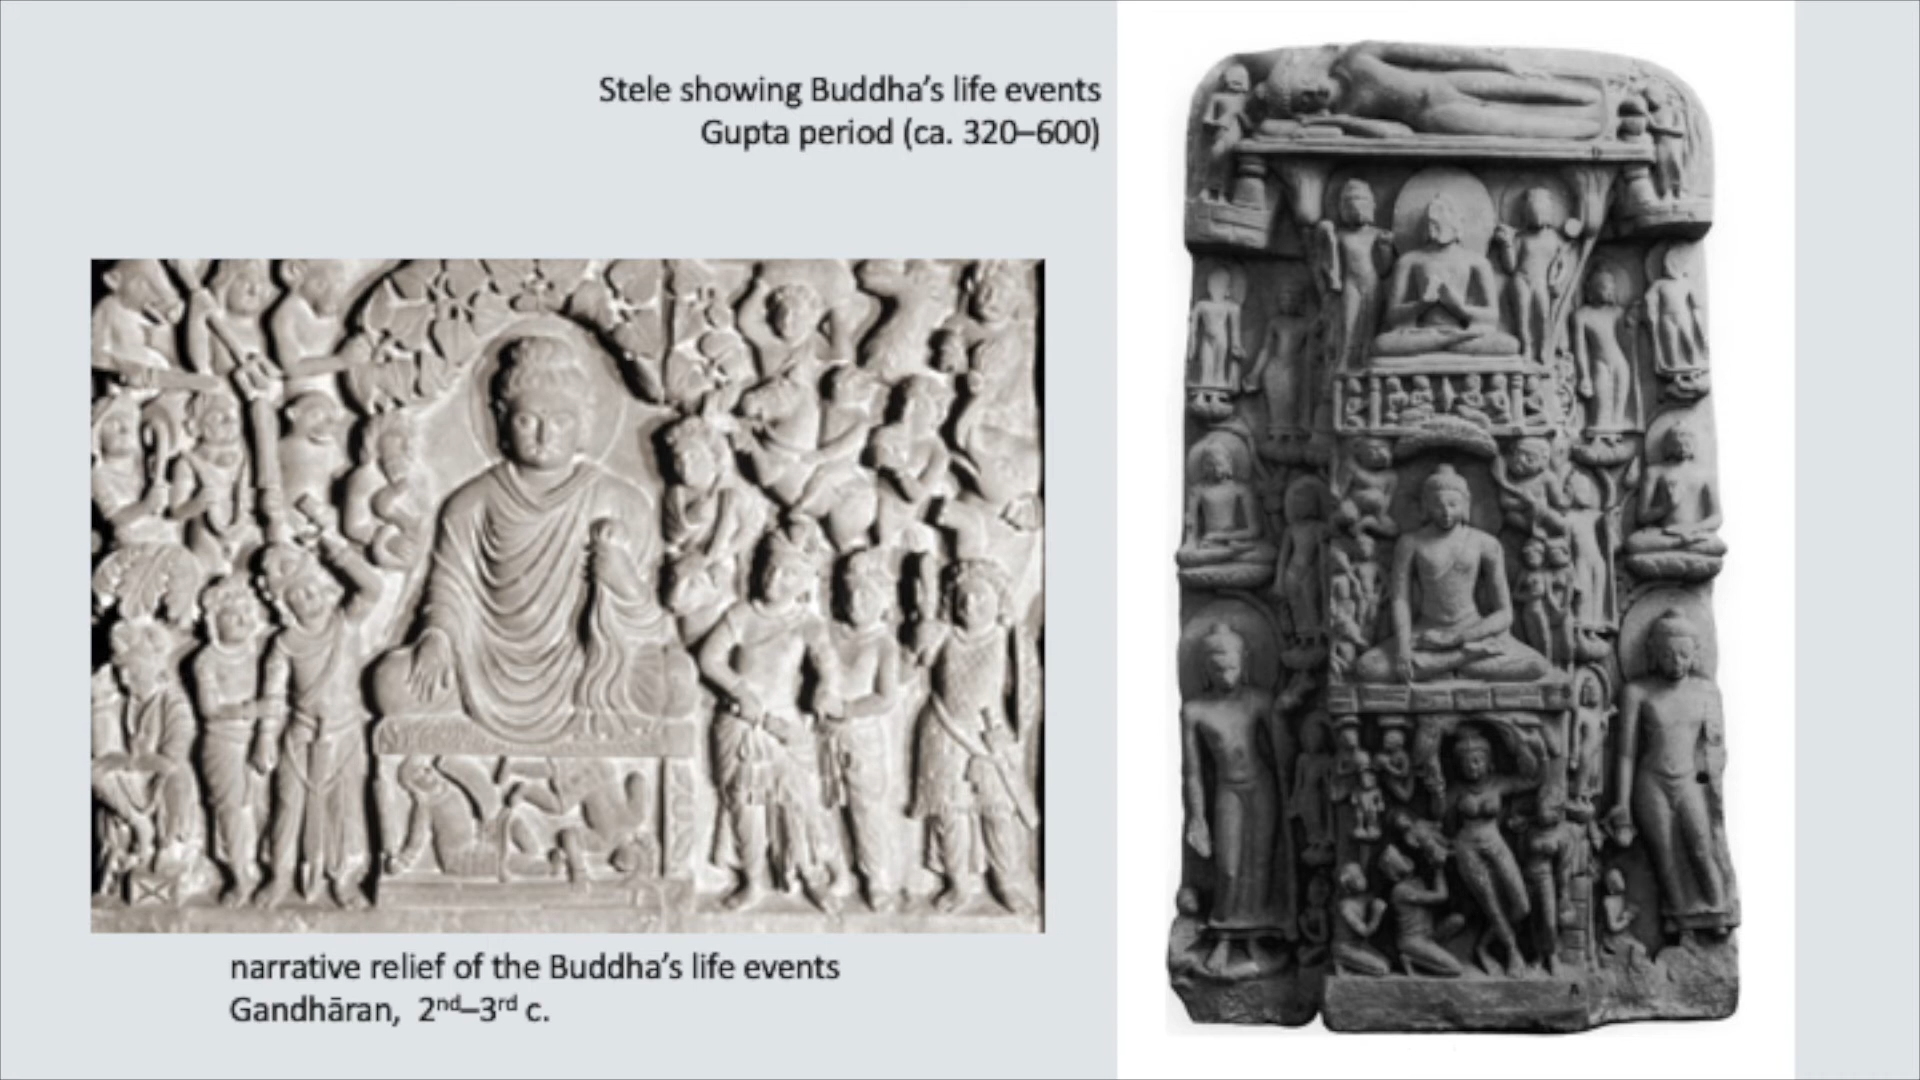 Stele showing Buddha’s life events
Gupta period (ca. 320–600)
narrative relief of the Buddha’s life events
Gandhāran, 2nd–3rd c.